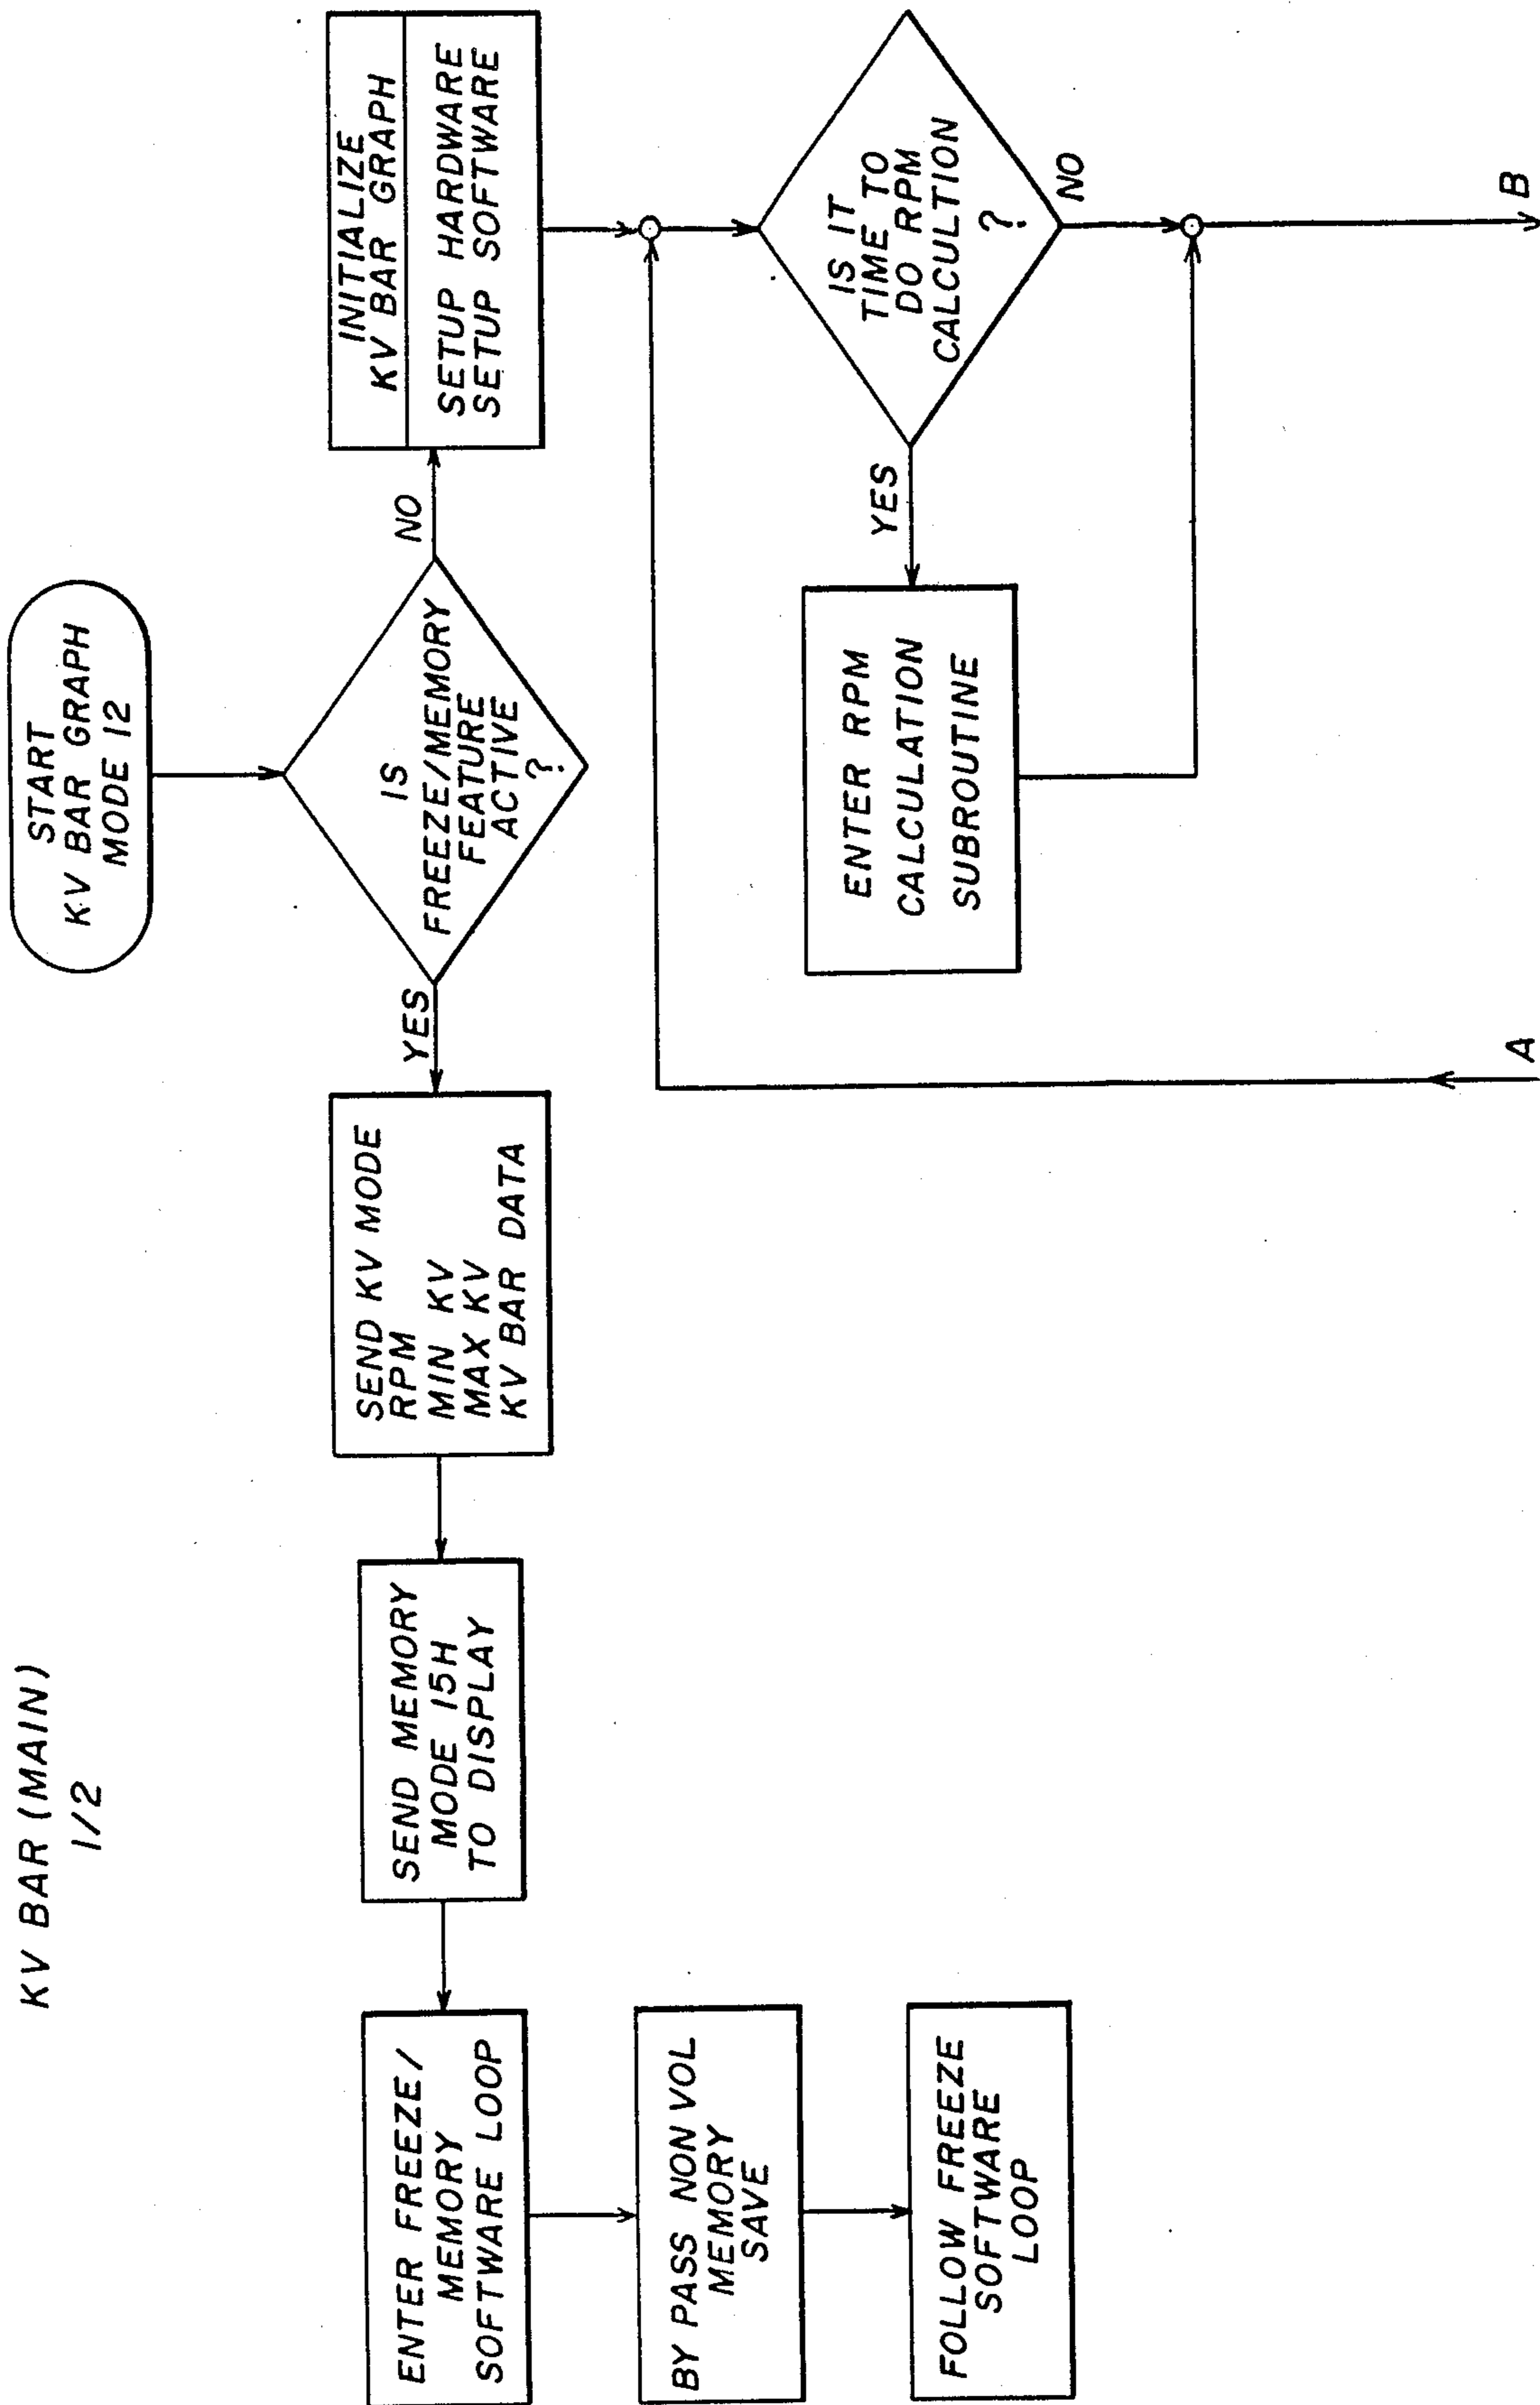 KV BAR (MAIN)
1/2
START
KV BAR GRAPH
MODE 12
IS
FREEZE/MEMORY
FEATURE
ACTIVE
?
YES
NO
ENTER FREEZE/
MEMORY
SOFTWARE LOOP
SEND MEMORY
MODE 15H
TO DISPLAY
SEND KV MODE
RPM
MIN KV
MAX KV
KV BAR DATA
INITIALIZE
KV BAR GRAPH
SETUP HARDWARE
SETUP SOFTWARE
BY PASS NON VOL
MEMORY
SAVE
FOLLOW FREEZE
SOFTWARE
LOOP
ENTER RPM
CALCULATION
SUBROUTINE
YES
IS IT
TIME TO
DO RPM
CALCULTION
?
NO
A
B